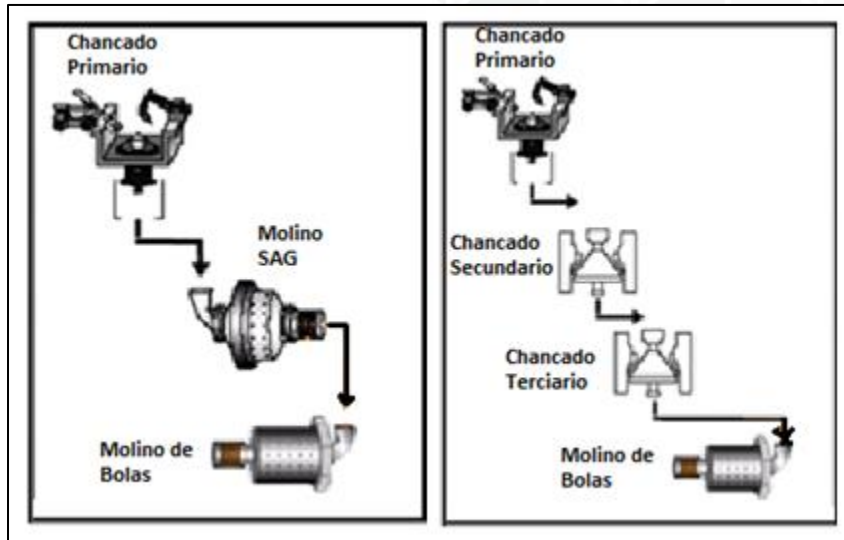 Chancado
Primario
Molino
SAG
Molino de
Bolas
Chancado
Primario
Chancado
Secundario
Chancado
Terciario
Molino de
Bolas